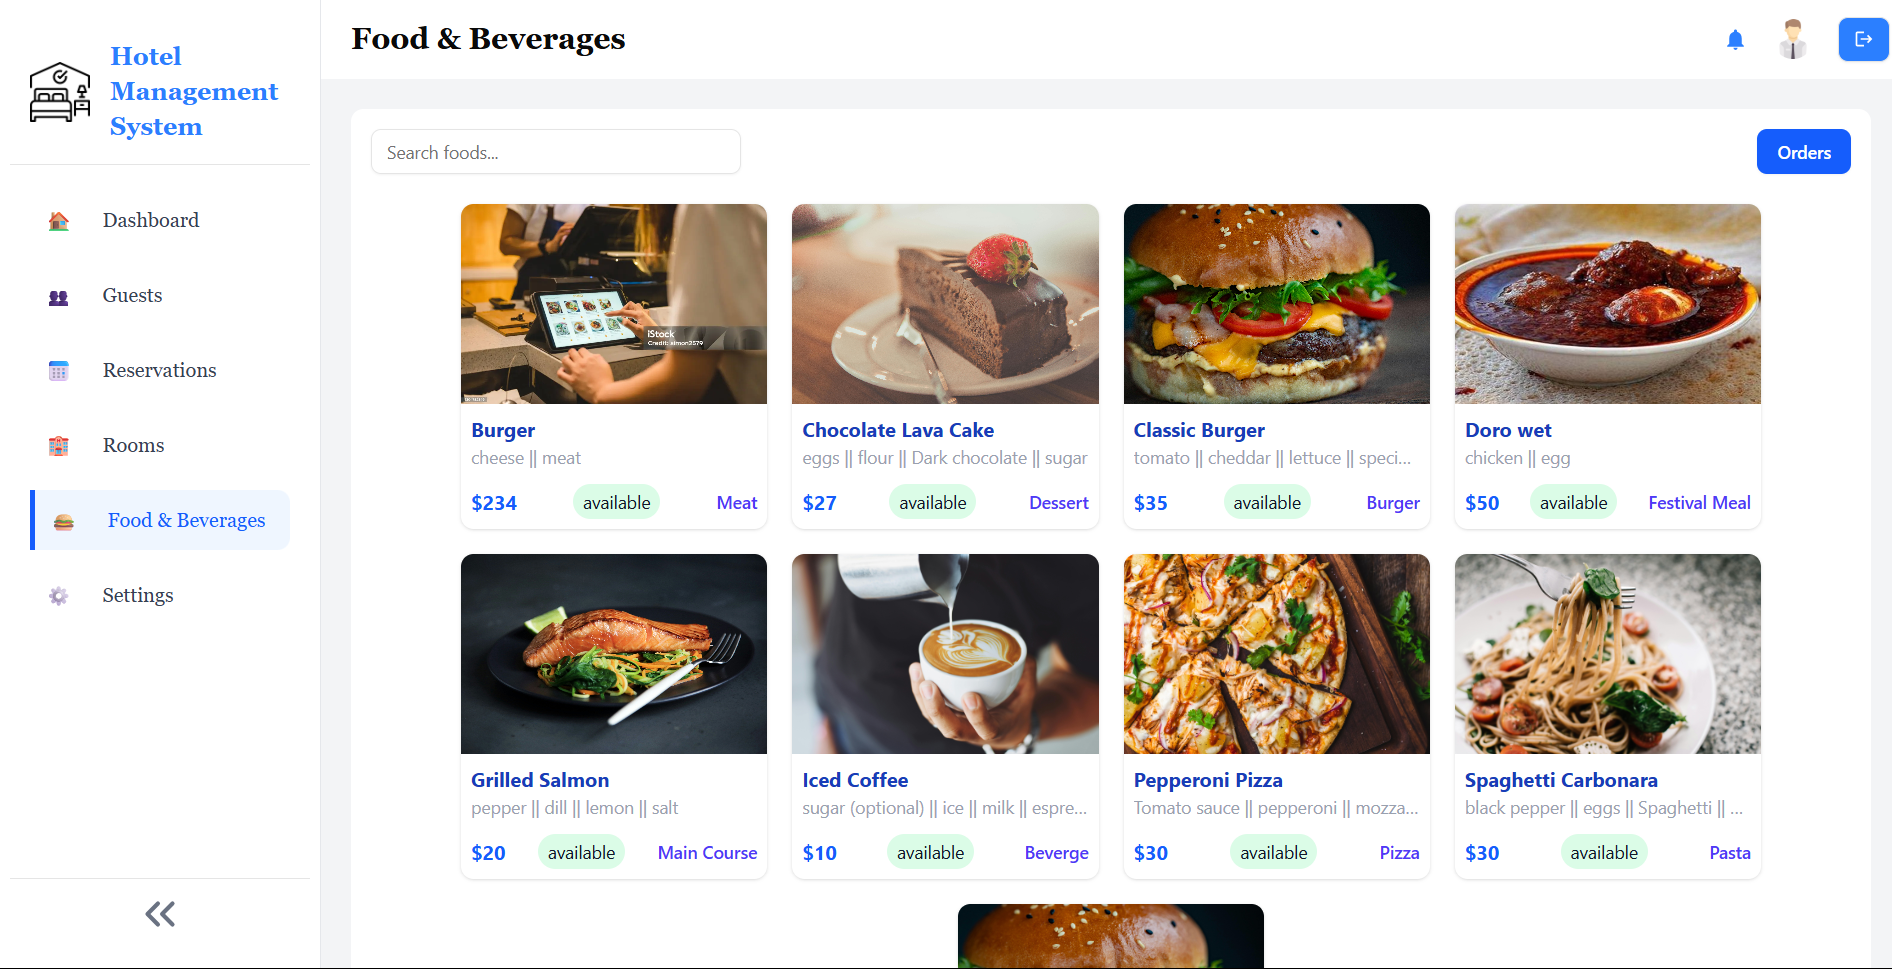 Hotel
Management
System
Food & Beverages
Dashboard
Guests
Reservations
Rooms
Food & Beverages
Settings
Search foods...
Orders
iStock
Credit: simon2579
Burger
cheese || meat
$234 available Meat
Chocolate Lava Cake
eggs || flour || Dark chocolate || sugar
$27 available Dessert
Classic Burger
tomato || cheddar || lettuce || speci...
$35 available Burger
Doro wet
chicken || egg
$50 available Festival Meal
Grilled Salmon
pepper || dill || lemon || salt
$20 available Main Course
Iced Coffee
sugar (optional) || ice || milk || espre...
$10 available Beverge
Pepperoni Pizza
Tomato sauce || pepperoni || mozza...
$30 available Pizza
Spaghetti Carbonara
black pepper || eggs || Spaghetti || ...
$30 available Pasta